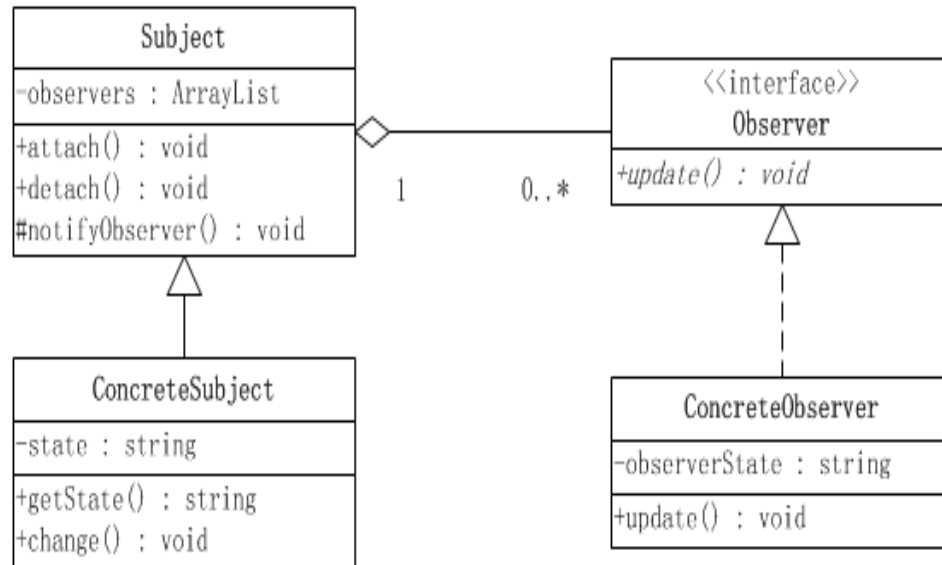 Subject
-observers : ArrayList
+attach() : void
+detach() : void
#notifyObserver() : void
<<interface>>
Observer
+update() : void
1
0..*
ConcreteSubject
-state : string
+getState() : string
+change() : void
ConcreteObserver
-observerState : string
+update() : void